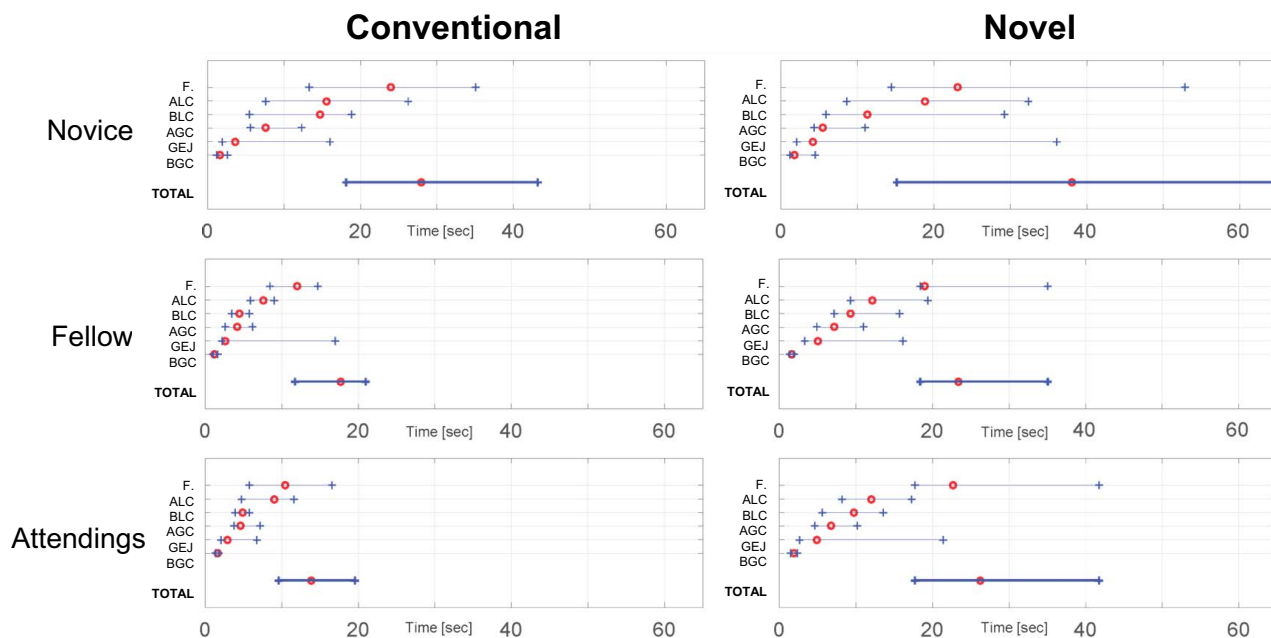 Conventional
Novel
Novice
F.
ALC
BLC
AGC
GEJ
BGC
TOTAL
0
20
Time [sec]
40
60
F.
ALC
BLC
AGC
GEJ
BGC
TOTAL
0
20
Time [sec]
40
60
Fellow
F.
ALC
BLC
AGC
GEJ
BGC
TOTAL
0
20
Time [sec]
40
60
F.
ALC
BLC
AGC
GEJ
BGC
TOTAL
0
20
Time [sec]
40
60
Attendings
F.
ALC
BLC
AGC
GEJ
BGC
TOTAL
0
20
Time [sec]
40
60
F.
ALC
BLC
AGC
GEJ
BGC
TOTAL
0
20
Time [sec]
40
60